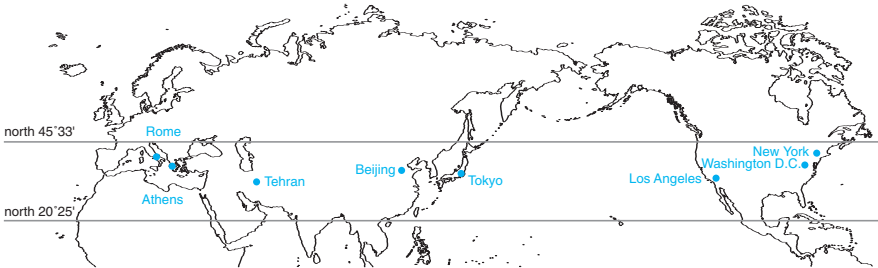 north 45˚33'
Rome
New York
Washington D.C.
Beijing
Los Angeles
Tehran
Tokyo
Athens
north 20˚25'